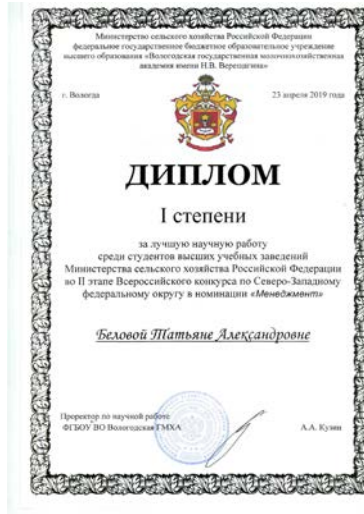 Министерство сельского хозяйства Российской Федерации
федеральное государственное бюджетное образовательное учреждение
высшего образования «Вологодская государственная молочнохозяйственная
академия имени Н.В. Верещагина»
г. Вологда
23 апреля 2019 года
ДИПЛОМ
I степени
за лучшую научную работу
среди студентов высших учебных заведений
Министерства сельского хозяйства Российской Федерации
во II этапе Всероссийского конкурса по Северо-Западному
федеральному округу в номинации «Менеджмент»
Беловой Татьяне Александровне
Проректор по научной работе
ФГБОУ ВО Вологодская ГМХА
А.А. Кузин